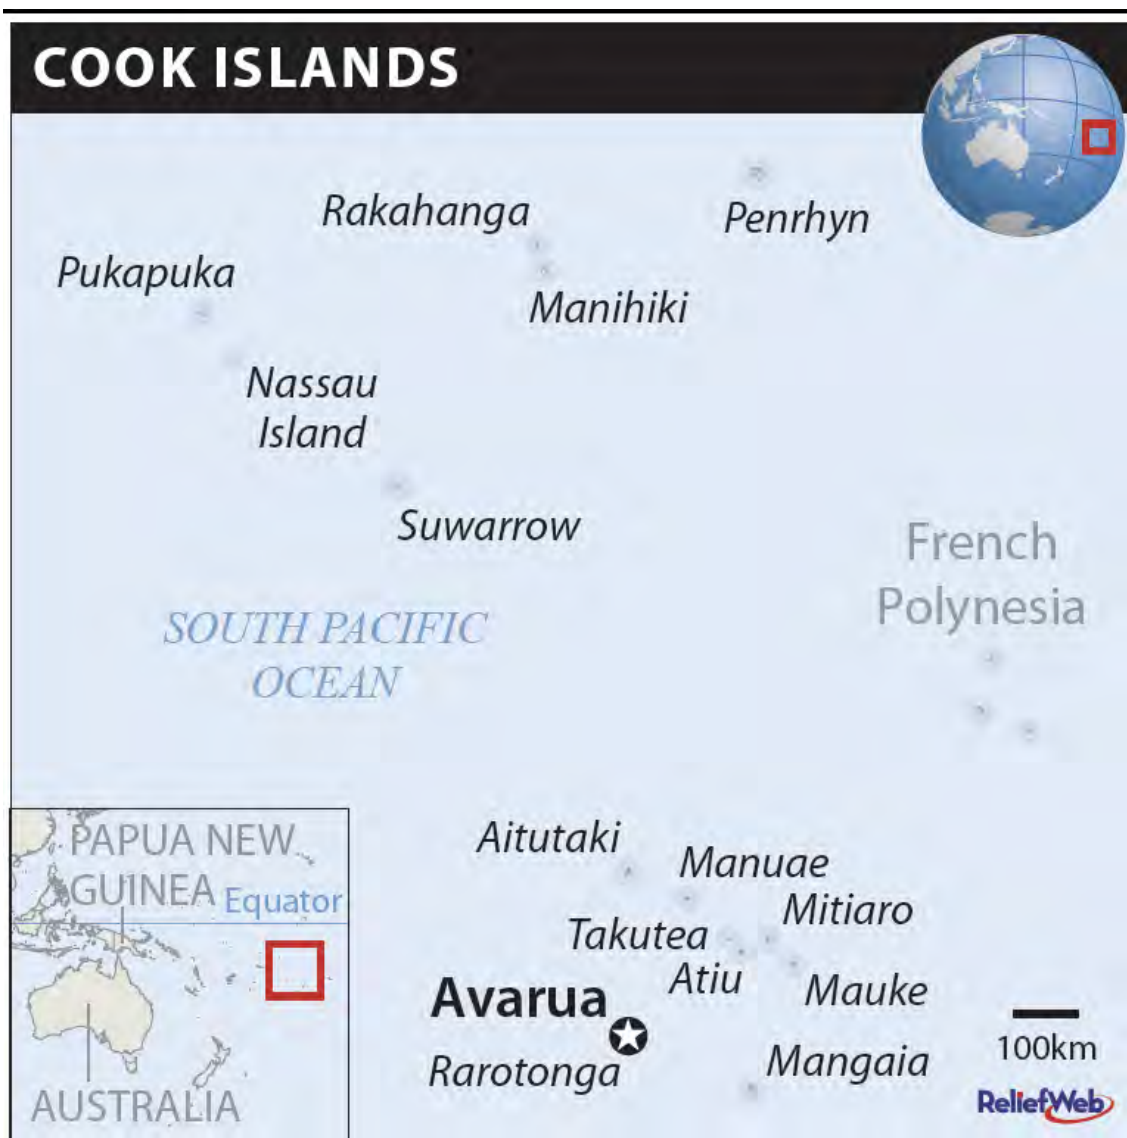 COOK ISLANDS
Rakahanga
Penrhyn
Pukapuka
Manihiki
Nassau
Island
Suwarrow
French
Polynesia
SOUTH PACIFIC
OCEAN
PAPUA NEW
GUINEA
Equator
AUSTRALIA
Aitutaki
Manuae
Mitiaro
Takutea
Atiu
Mauke
Avarua
Rarotonga
Mangaia
100km
ReliefWeb